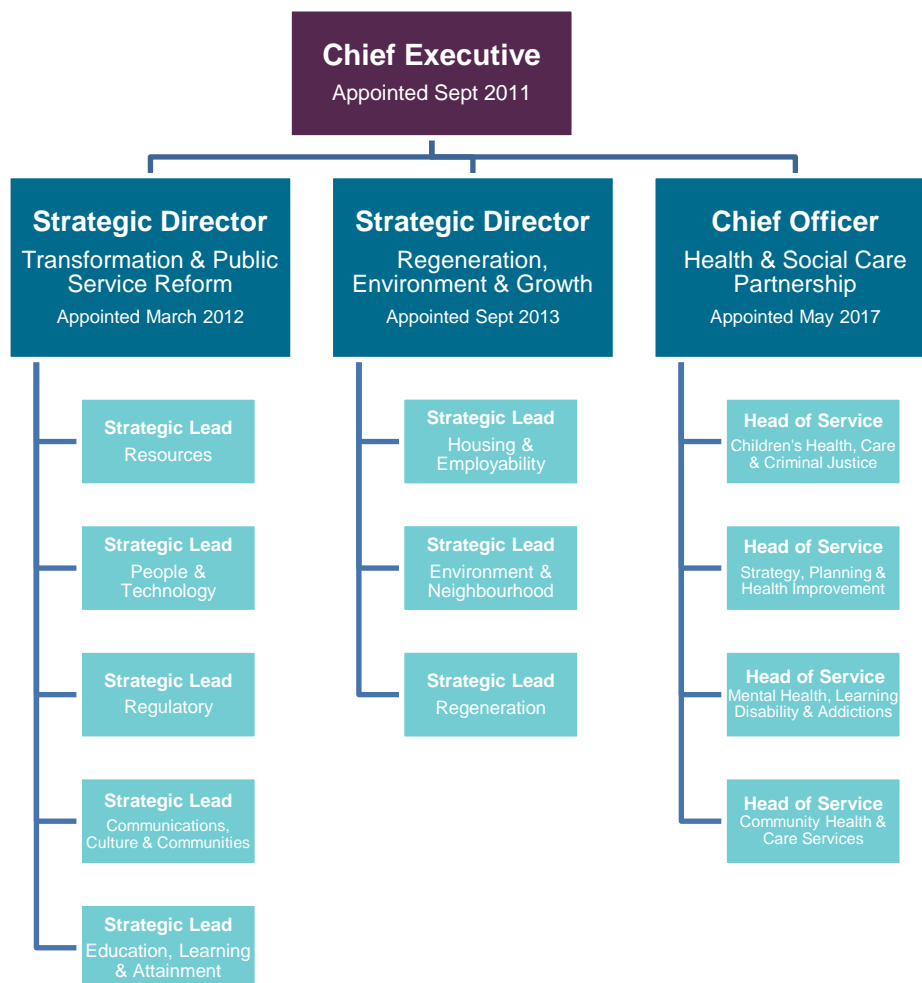 Chief Executive
Appointed Sept 2011
Strategic Director
Transformation & Public
Service Reform
Appointed March 2012
Strategic Director
Regeneration,
Environment & Growth
Appointed Sept 2013
Chief Officer
Health & Social Care
Partnership
Appointed May 2017
Strategic Lead
Resources
Strategic Lead
People &
Technology
Strategic Lead
Regulatory
Strategic Lead
Communications,
Culture & Communities
Strategic Lead
Education, Learning
& Attainment
Strategic Lead
Housing &
Employability
Strategic Lead
Environment &
Neighbourhood
Strategic Lead
Regeneration
Head of Service
Children's Health, Care
& Criminal Justice
Head of Service
Strategy, Planning &
Health Improvement
Head of Service
Mental Health, Learning
Disability & Addictions
Head of Service
Community Health &
Care Services